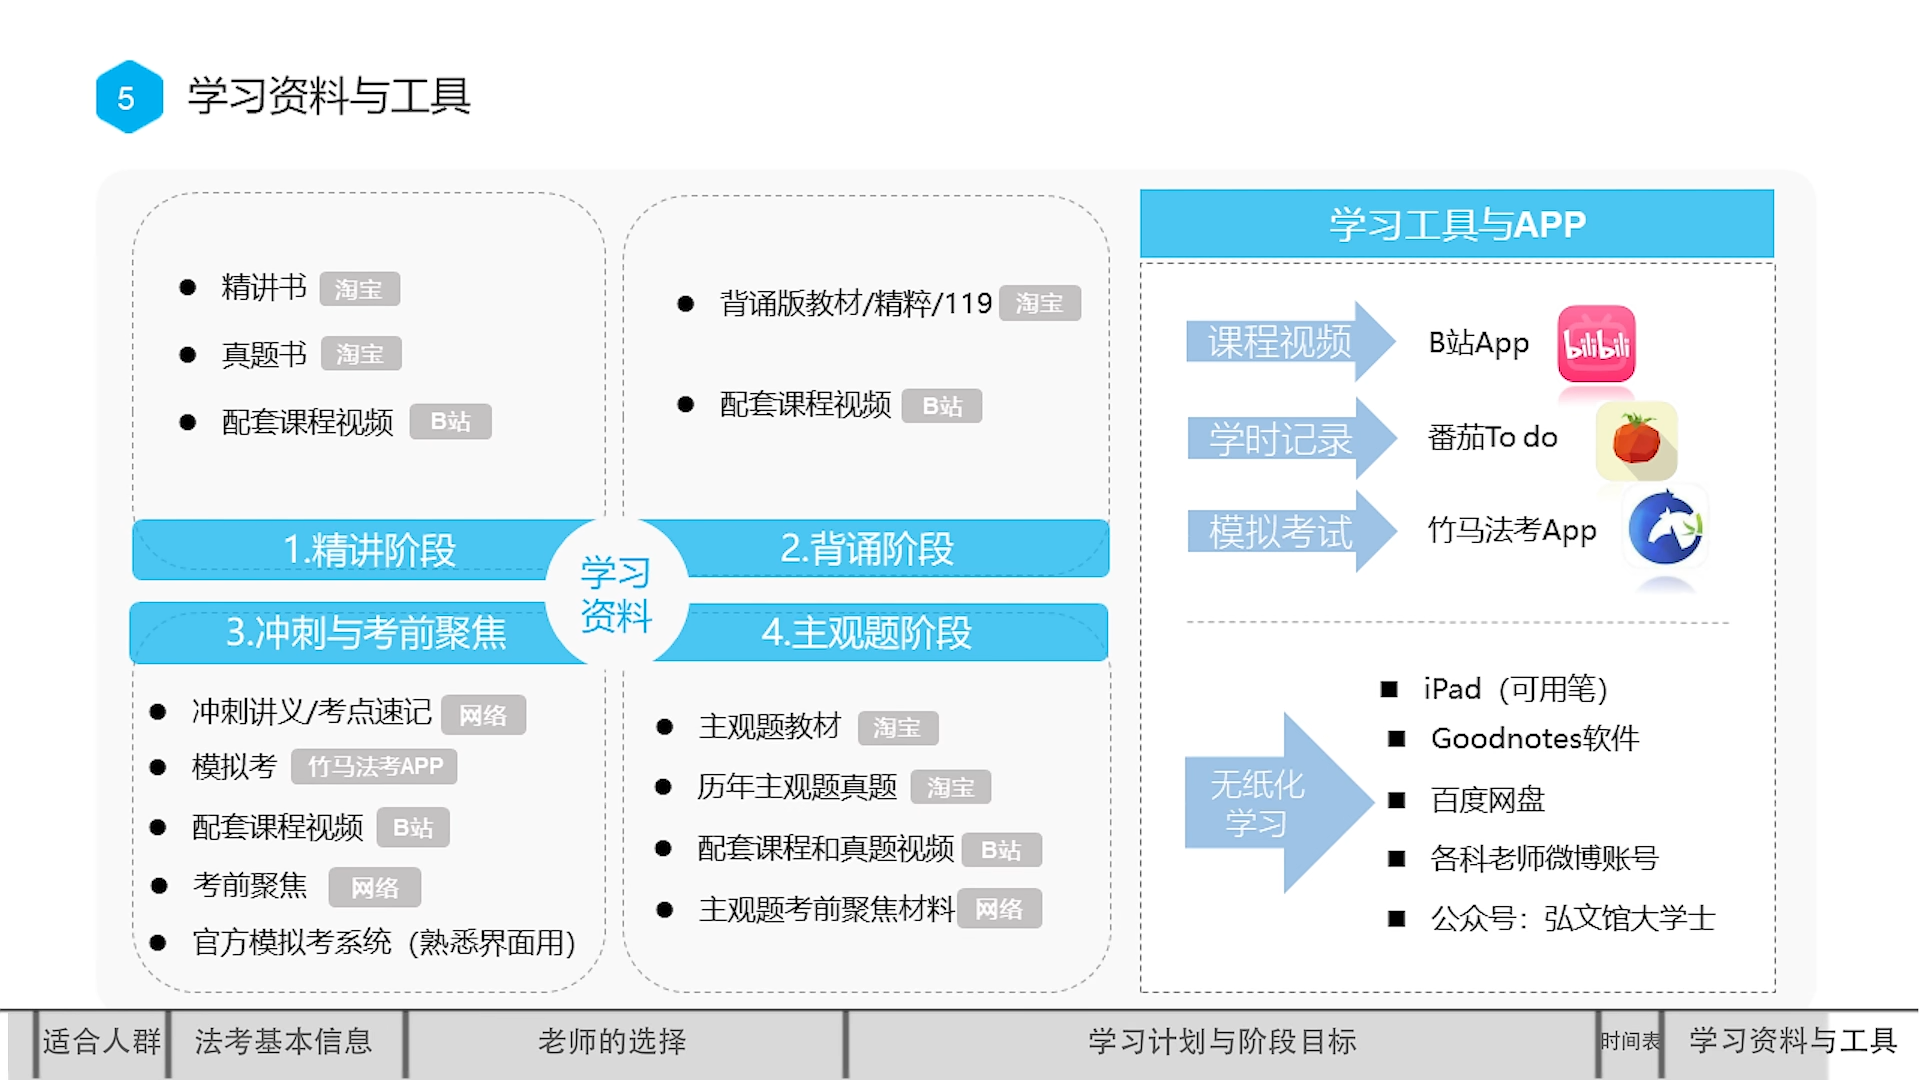 5 学习资料与工具
精讲书 淘宝
真题书 淘宝
配套课程视频 B站
1.精讲阶段
背诵版教材/精粹/119 淘宝
配套课程视频 B站
2.背诵阶段
学习
资料
3.冲刺与考前聚焦
冲刺讲义/考点速记 网络
模拟考 竹马法考APP
配套课程视频 B站
考前聚焦 网络
官方模拟考系统（熟悉界面用）
4.主观题阶段
主观题教材 淘宝
历年主观题真题 淘宝
配套课程和真题视频 B站
主观题考前聚焦材料 网络
学习工具与APP
课程视频 B站App bilibili
学时记录 番茄To do
模拟考试 竹马法考App
无纸化
学习
iPad（可用笔）
Goodnotes软件
百度网盘
各科老师微博账号
公众号：弘文馆大学士
适合人群 法考基本信息 老师的选择 学习计划与阶段目标 时间表 学习资料与工具